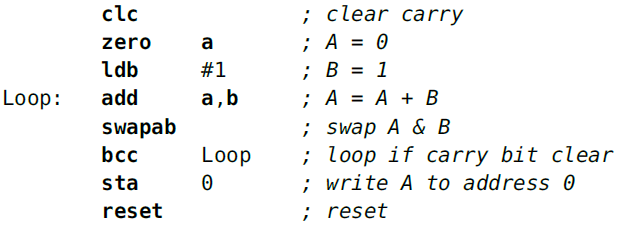 clc ; clear carry
zero a ; A = 0
ldb #1 ; B = 1
Loop: add a,b ; A = A + B
swapab ; swap A & B
bcc Loop ; loop if carry bit clear
sta 0 ; write A to address 0
reset ; reset